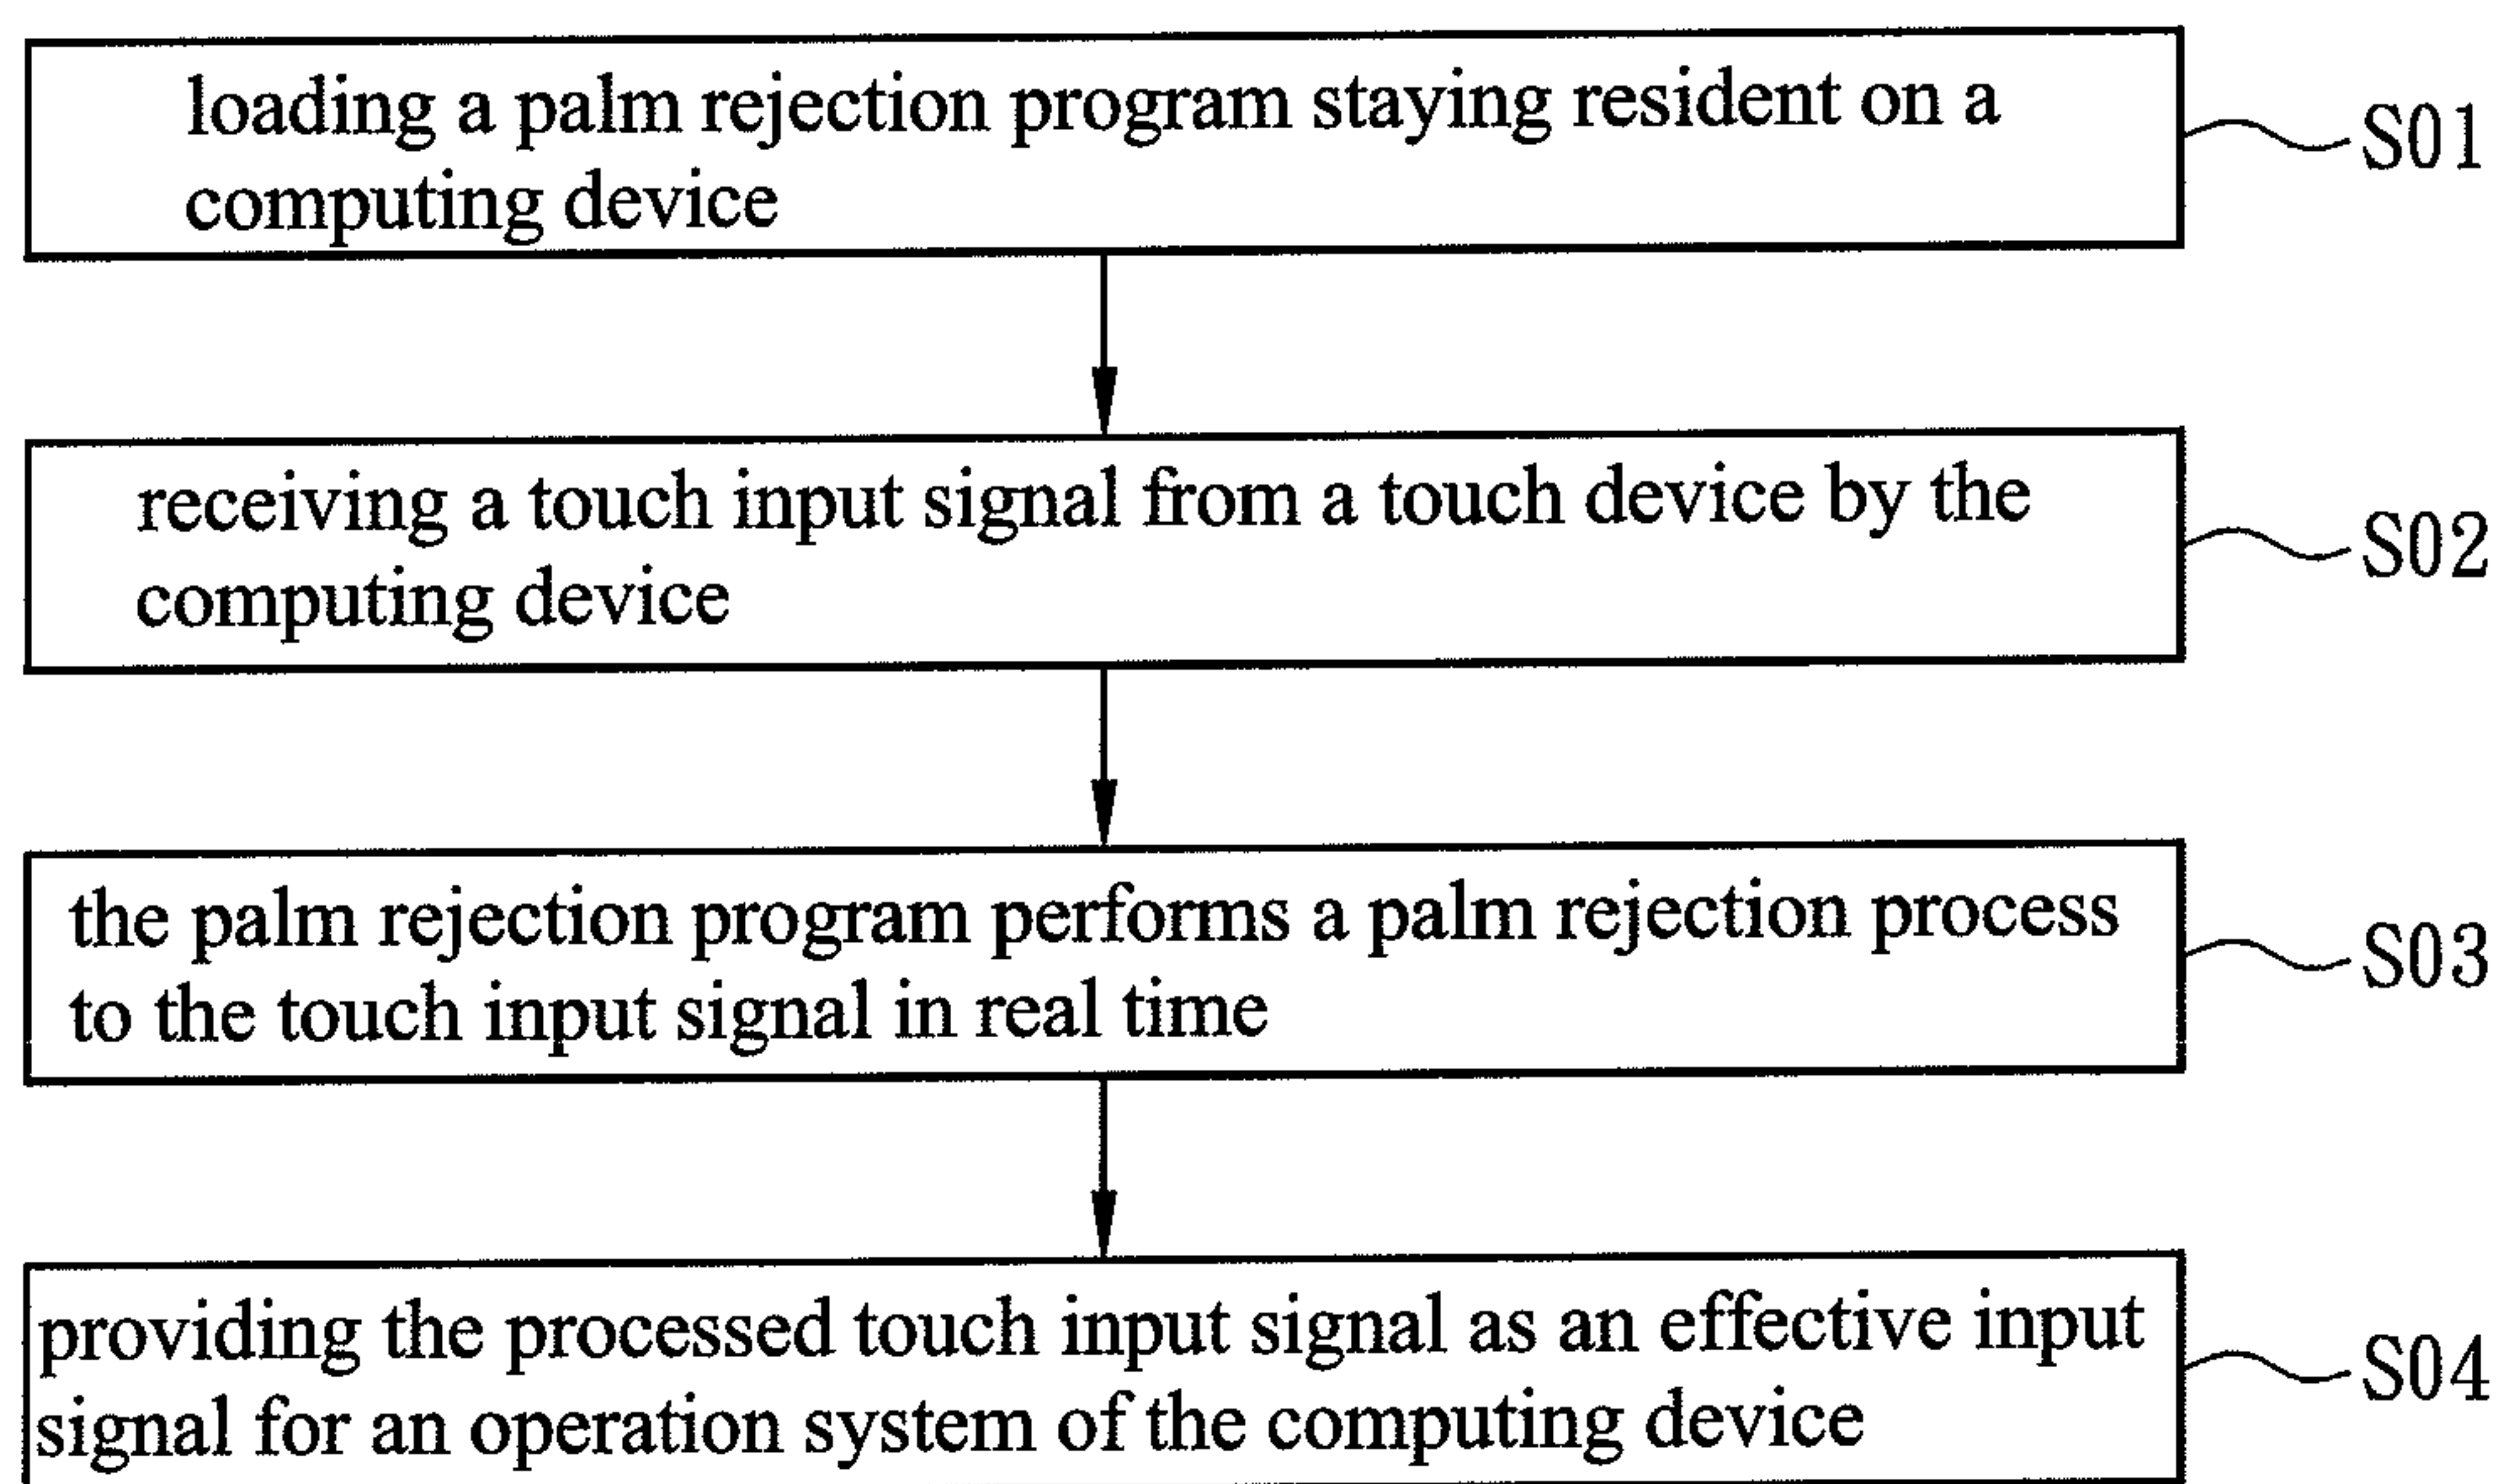 loading a palm rejection program staying resident on a
computing device
S01
receiving a touch input signal from a touch device by the
computing device
S02
the palm rejection program performs a palm rejection process
to the touch input signal in real time
S03
providing the processed touch input signal as an effective input
signal for an operation system of the computing device
S04